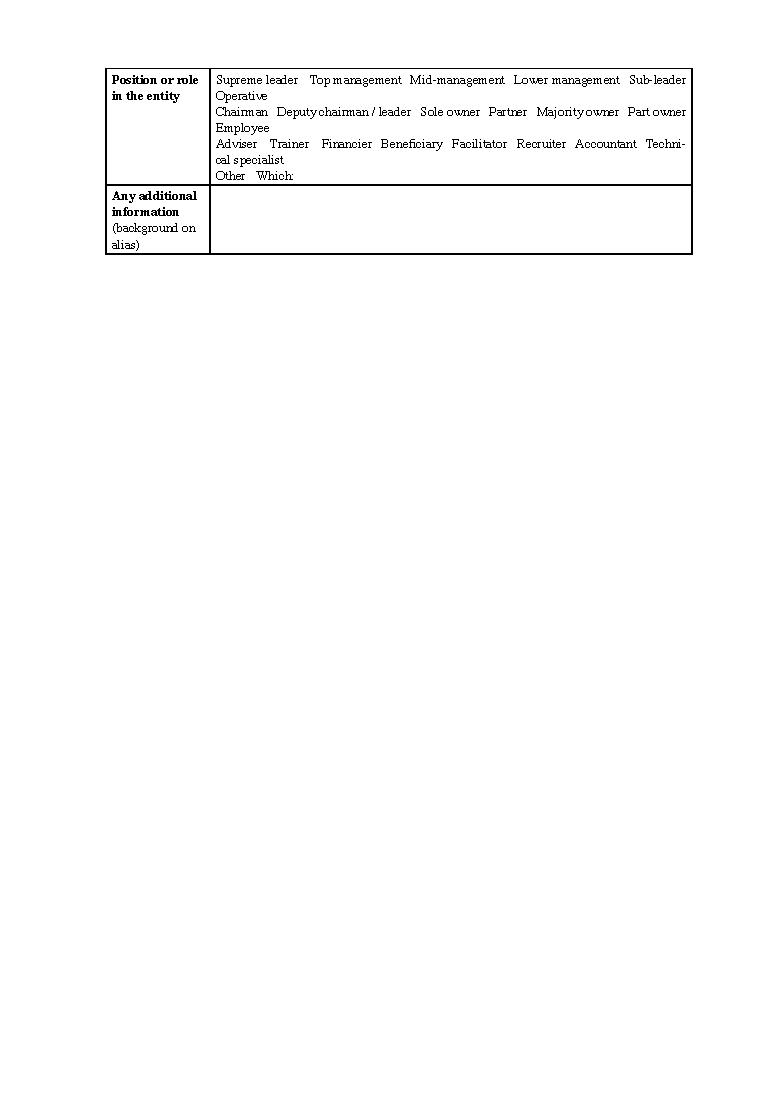 Position or role
in the entity
Supreme leader Top management Mid-management Lower management Sub-leader
Operative
Chairman Deputy chairman / leader Sole owner Partner Majority owner Part owner
Employee
Adviser Trainer Financier Beneficiary Facilitator Recruiter Accountant Techni-
cal specialist
Other Which:
Any additional
information
(background on
alias)